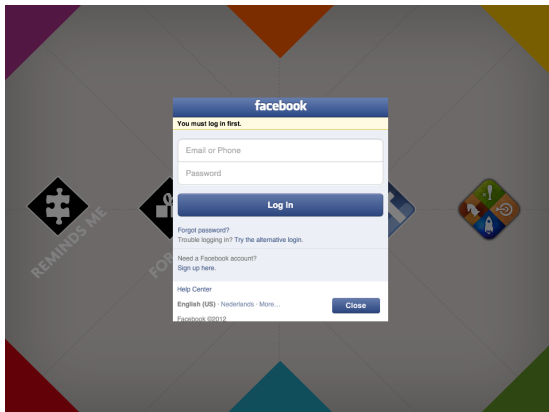 facebook
You must log in first.
Email or Phone
Password
Log In
Forgot password?
Trouble logging in? Try the alternative login.
Need a Facebook account?
Sign up here.
Help Center
English (US) · Nederlands · More...
Close
Facebook ©2012
REMINDS ME
FOR